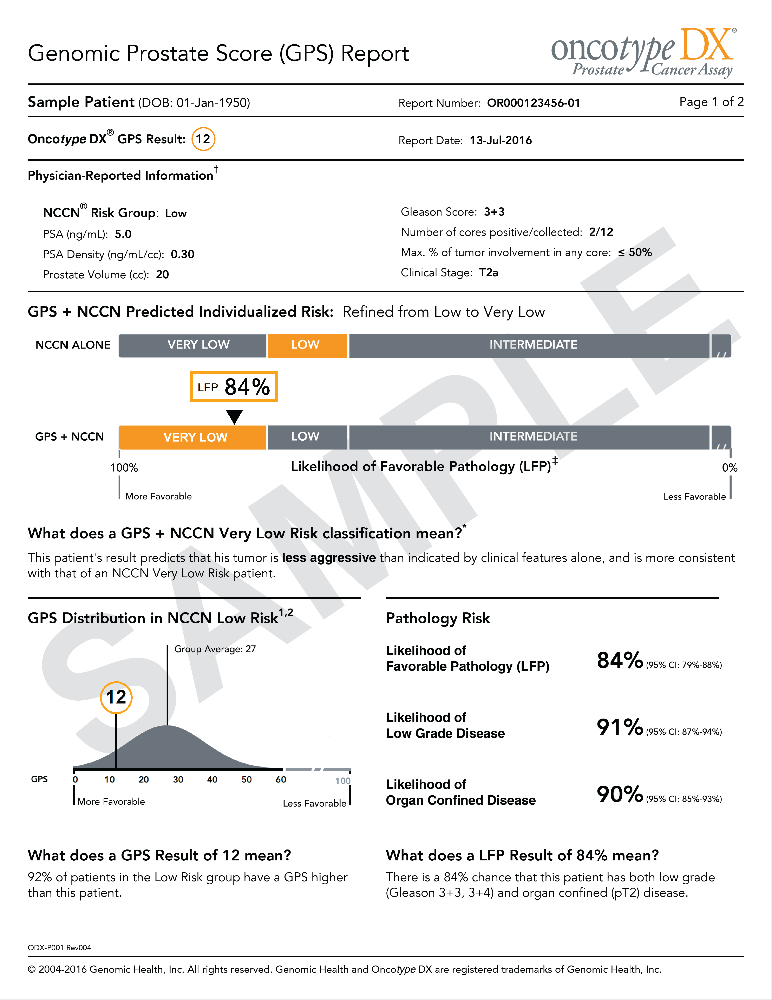 Genomic Prostate Score (GPS) Report
oncotype DX®
Prostate Cancer Assay
Sample Patient (DOB: 01-Jan-1950)
Report Number: OR000123456-01
Page 1 of 2
Oncotype DX® GPS Result: 12
Report Date: 13-Jul-2016
Physician-Reported Information†
NCCN® Risk Group: Low
PSA (ng/mL): 5.0
PSA Density (ng/mL/cc): 0.30
Prostate Volume (cc): 20
Gleason Score: 3+3
Number of cores positive/collected: 2/12
Max. % of tumor involvement in any core: ≤ 50%
Clinical Stage: T2a
GPS + NCCN Predicted Individualized Risk: Refined from Low to Very Low
NCCN ALONE
VERY LOW
LOW
INTERMEDIATE
LFP 84%
GPS + NCCN
VERY LOW
LOW
INTERMEDIATE
100%
Likelihood of Favorable Pathology (LFP)‡
0%
More Favorable
Less Favorable
SAMPLE
What does a GPS + NCCN Very Low Risk classification mean?*
This patient's result predicts that his tumor is less aggressive than indicated by clinical features alone, and is more consistent
with that of an NCCN Very Low Risk patient.
GPS Distribution in NCCN Low Risk1,2
Group Average: 27
12
GPS
0 10 20 30 40 50 60 100
More Favorable
Less Favorable
Pathology Risk
Likelihood of
Favorable Pathology (LFP)
84% (95% CI: 79%-88%)
Likelihood of
Low Grade Disease
91% (95% CI: 87%-94%)
Likelihood of
Organ Confined Disease
90% (95% CI: 85%-93%)
What does a GPS Result of 12 mean?
92% of patients in the Low Risk group have a GPS higher
than this patient.
What does a LFP Result of 84% mean?
There is a 84% chance that this patient has both low grade
(Gleason 3+3, 3+4) and organ confined (pT2) disease.
ODX-P001 Rev004
© 2004-2016 Genomic Health, Inc. All rights reserved. Genomic Health and Oncotype DX are registered trademarks of Genomic Health, Inc.